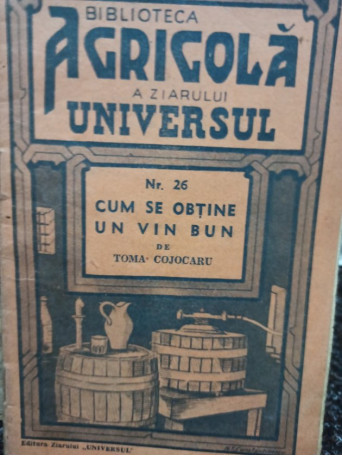 BIBLIOTECA
AGRICOLĂ
A ZIARULUI
UNIVERSUL
Nr. 26
CUM SE OBȚINE
UN VIN BUN
DE
TOMA COJOCARU
Editura Ziarului „UNIVERSUL"